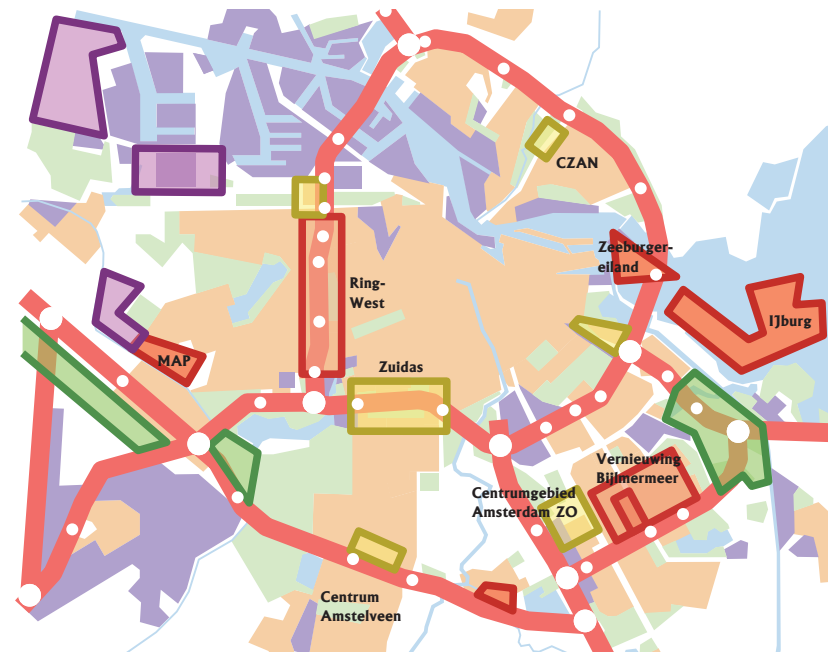 CZAN
Zeeburger-
eiland
Ring-
West
IJburg
MAP
Zuidas
Vernieuwing
Bijlmermeer
Centrumgebied
Amsterdam ZO
Centrum
Amstelveen